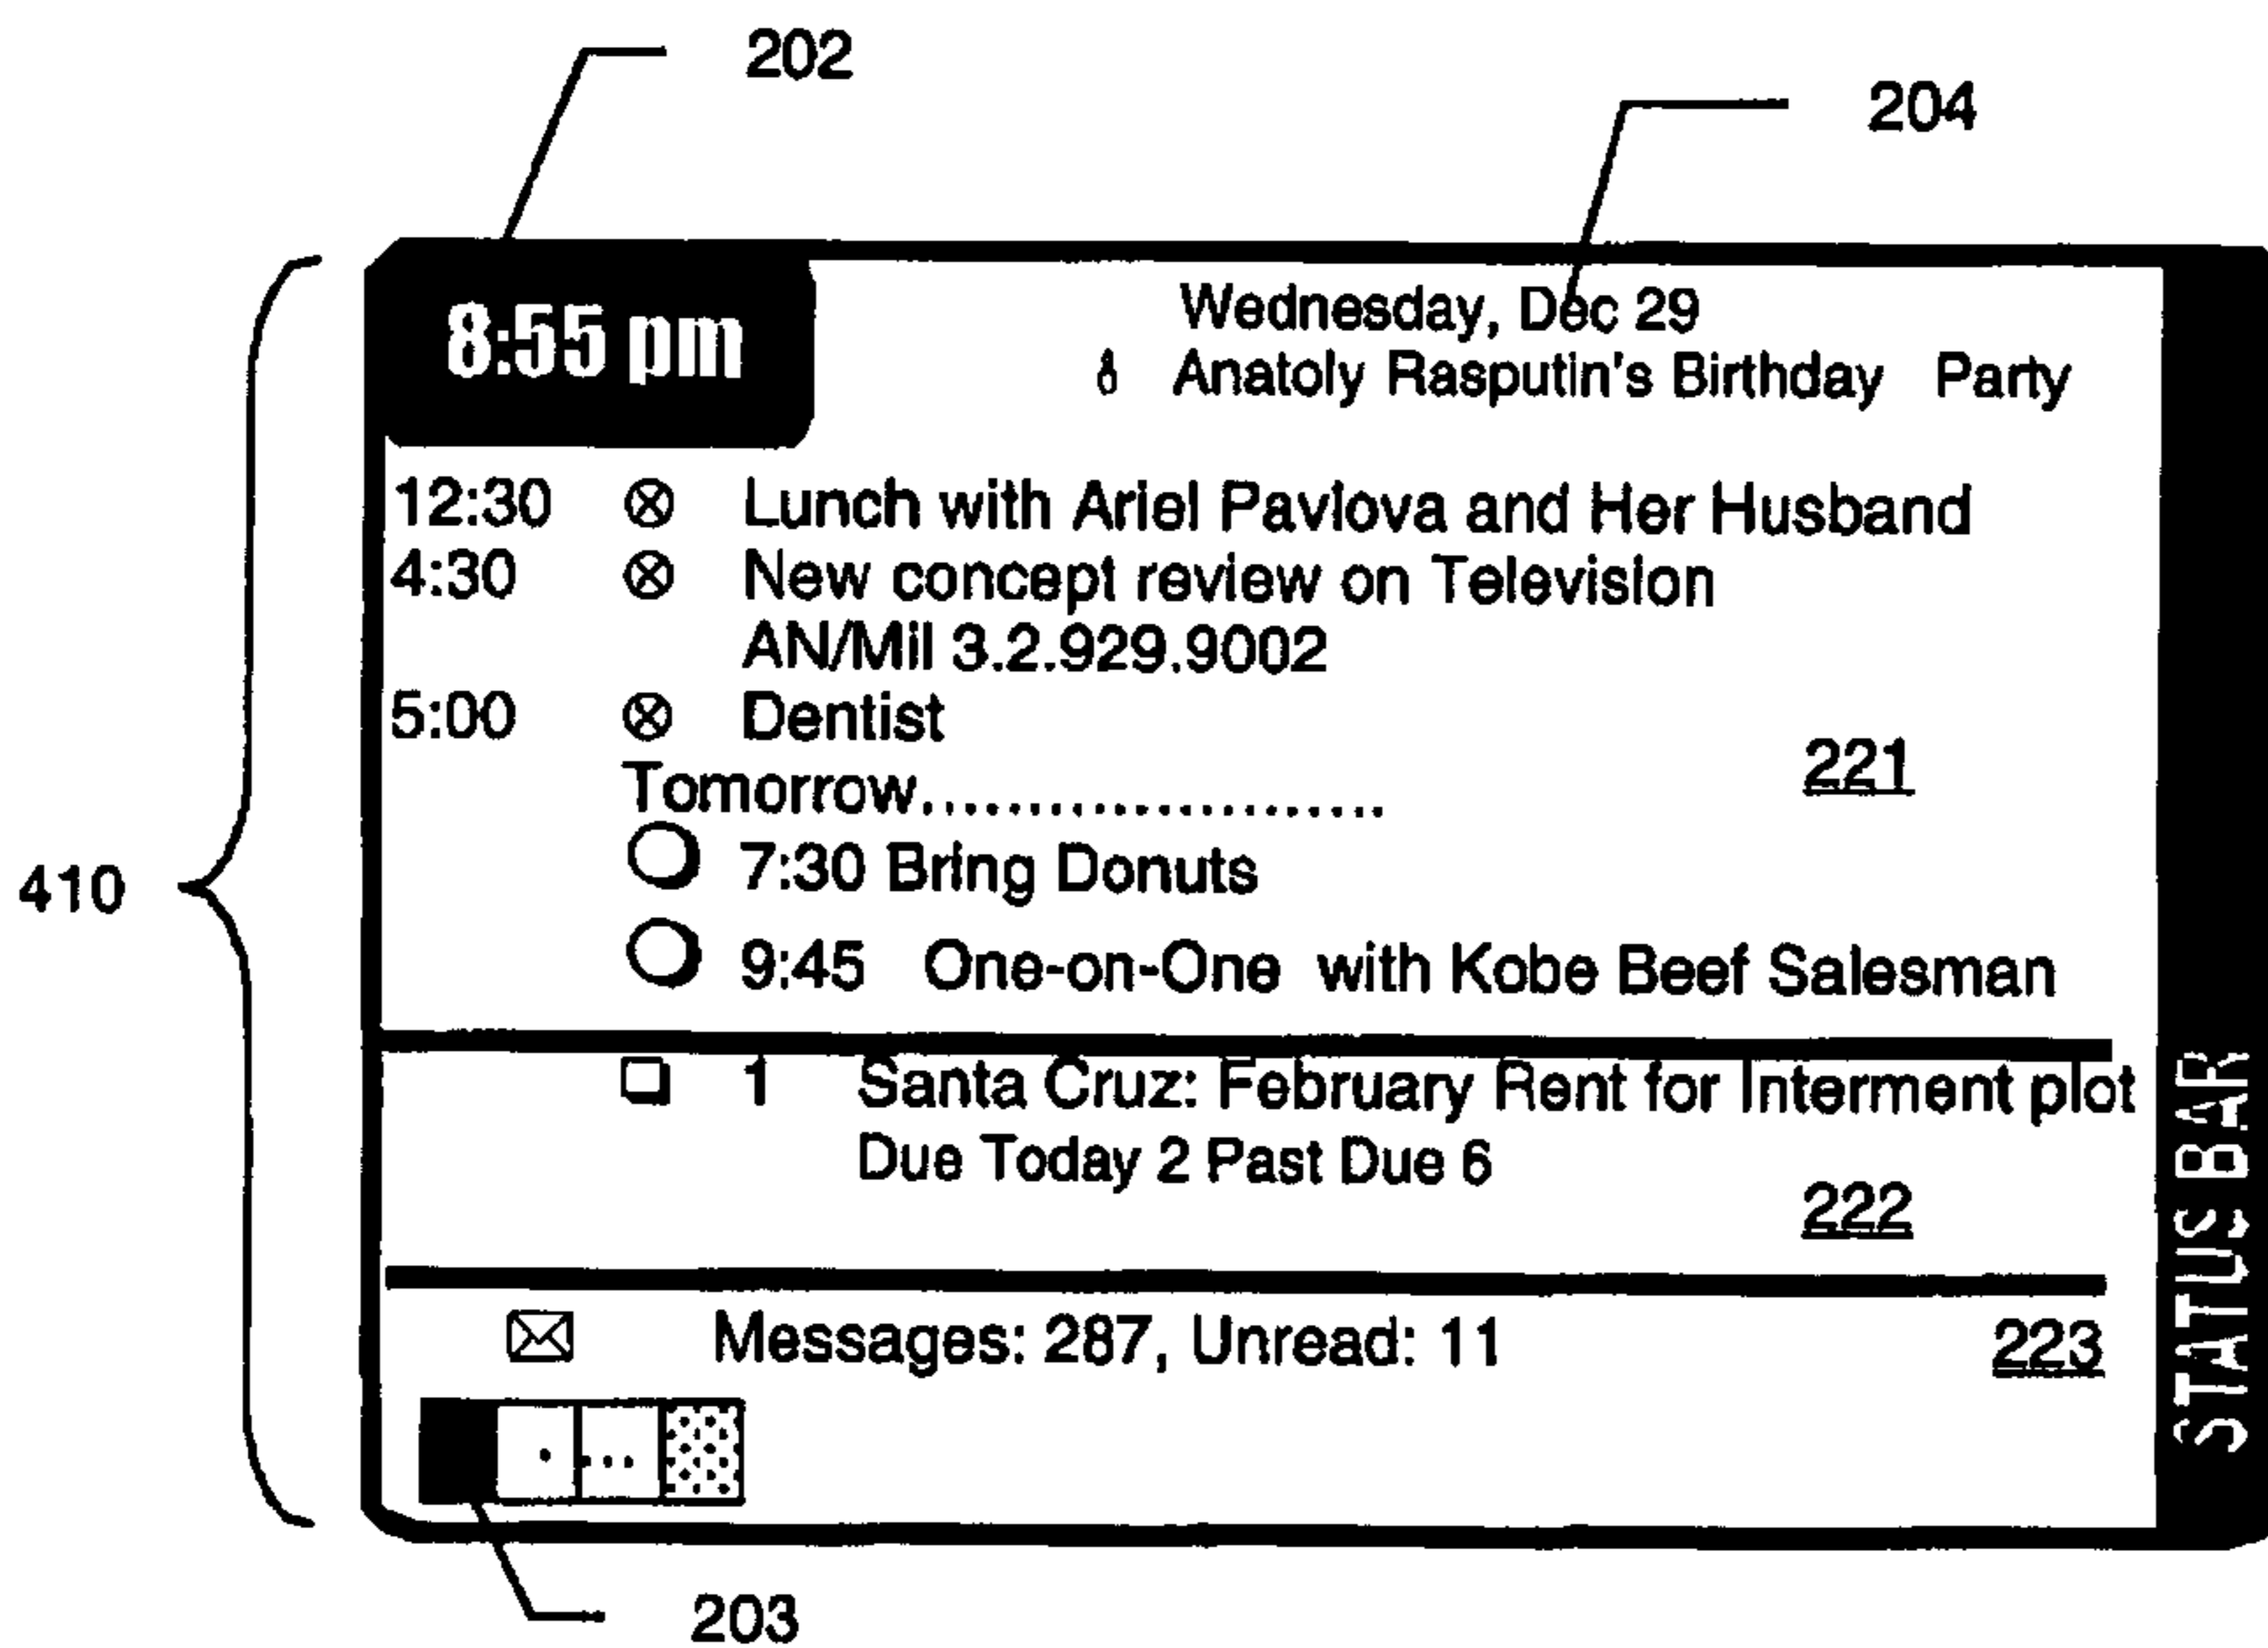 202
204
8:55 pm
Wednesday, Dec 29
Anatoly Rasputin's Birthday Party
12:30 ⊗ Lunch with Ariel Pavlova and Her Husband
4:30 ⊗ New concept review on Television
AN/Mil 3.2.929.9002
5:00 ⊗ Dentist
221
Tomorrow......................
7:30 Bring Donuts
410
9:45 One-on-One with Kobe Beef Salesman
1 Santa Cruz: February Rent for Interment plot
Due Today 2 Past Due 6
222
Messages: 287, Unread: 11
223
STATUS BAR
203